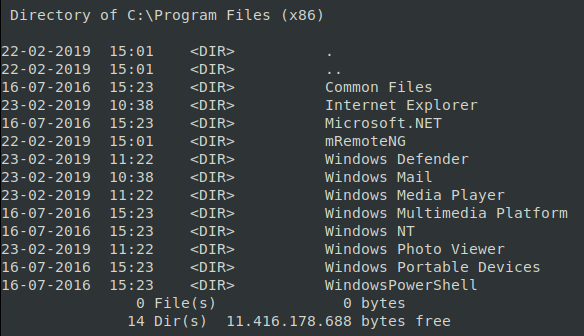 Directory of C:\Program Files (x86)
22-02-2019  15:01    <DIR>          .
22-02-2019  15:01    <DIR>          ..
16-07-2016  15:23    <DIR>          Common Files
23-02-2019  10:38    <DIR>          Internet Explorer
16-07-2016  15:23    <DIR>          Microsoft.NET
22-02-2019  15:01    <DIR>          mRemoteNG
23-02-2019  11:22    <DIR>          Windows Defender
23-02-2019  10:38    <DIR>          Windows Mail
23-02-2019  11:22    <DIR>          Windows Media Player
16-07-2016  15:23    <DIR>          Windows Multimedia Platform
16-07-2016  15:23    <DIR>          Windows NT
23-02-2019  11:22    <DIR>          Windows Photo Viewer
16-07-2016  15:23    <DIR>          Windows Portable Devices
16-07-2016  15:23    <DIR>          WindowsPowerShell
               0 File(s)              0 bytes
              14 Dir(s)  11.416.178.688 bytes free